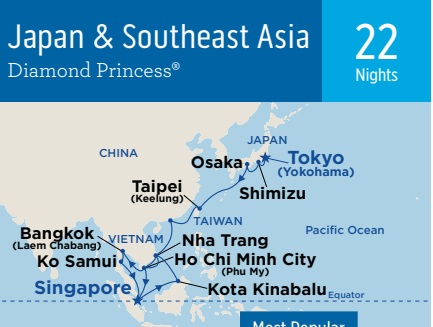 Japan & Southeast Asia
Diamond Princess®
22
Nights
JAPAN
CHINA
Osaka
Tokyo
(Yokohama)
Shimizu
Taipei
(Keelung)
TAIWAN
Pacific Ocean
Bangkok
(Laem Chabang)
VIETNAM
Nha Trang
Ko Samui
Ho Chi Minh City
(Phu My)
Singapore
Kota Kinabalu
Equator
Most Popular